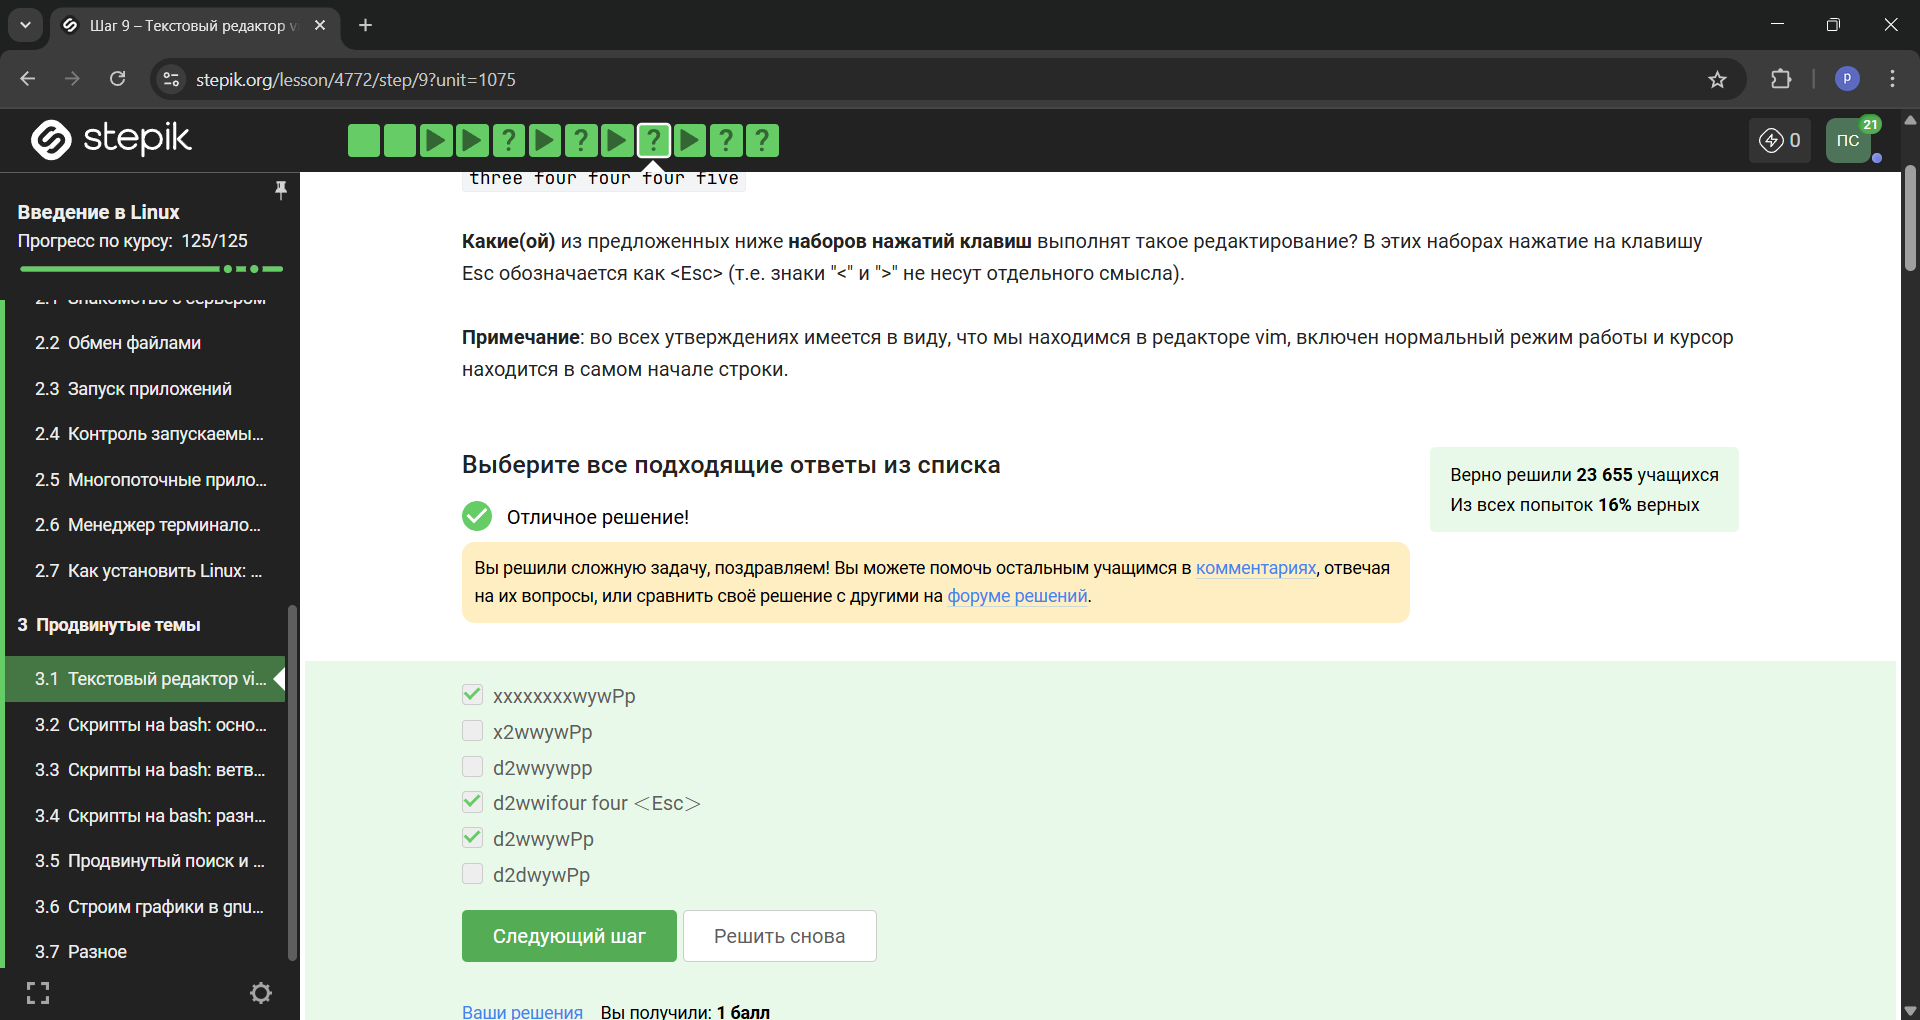 Шаг 9 – Текстовый редактор v
stepik.org/lesson/4772/step/9?unit=1075
P
stepik
? ? ? ? ?
0
ПС
21
Введение в Linux
Прогресс по курсу: 125/125
2.1 Знакомство с сервером
2.2 Обмен файлами
2.3 Запуск приложений
2.4 Контроль запускаемы...
2.5 Многопоточные прило...
2.6 Менеджер терминало...
2.7 Как установить Linux: ...
3 Продвинутые темы
3.1 Текстовый редактор vi...
3.2 Скрипты на bash: осно...
3.3 Скрипты на bash: ветв...
3.4 Скрипты на bash: разн...
3.5 Продвинутый поиск и ...
3.6 Строим графики в gnu...
3.7 Разное
three four four four five
Какие(ой) из предложенных ниже наборов нажатий клавиш выполнят такое редактирование? В этих наборах нажатие на клавишу
Esc обозначается как <Esc> (т.е. знаки "<" и ">" не несут отдельного смысла).
Примечание: во всех утверждениях имеется в виду, что мы находимся в редакторе vim, включен нормальный режим работы и курсор
находится в самом начале строки.
Выберите все подходящие ответы из списка
Верно решили 23 655 учащихся
Из всех попыток 16% верных
Отличное решение!
Вы решили сложную задачу, поздравляем! Вы можете помочь остальным учащимся в комментариях, отвечая
на их вопросы, или сравнить своё решение с другими на форуме решений.
xxxxxxxxwywPp
x2wwywPp
d2wwywpp
d2wwifour four <Esc>
d2wwywPp
d2dwywPp
Следующий шаг
Решить снова
Ваши решения Вы получили: 1 балл